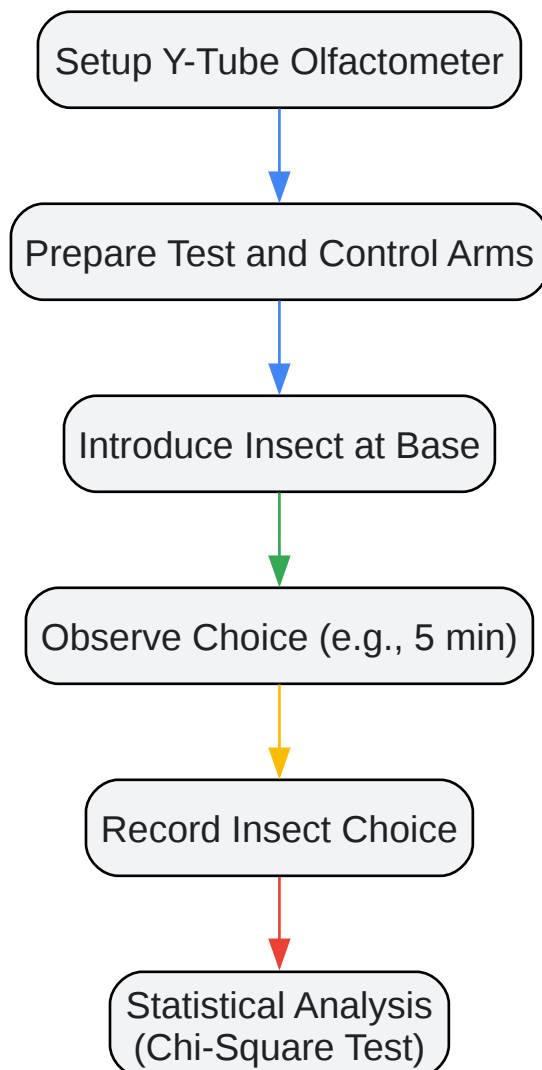 Setup Y-Tube Olfactometer
Prepare Test and Control Arms
Introduce Insect at Base
Observe Choice (e.g., 5 min)
Record Insect Choice
Statistical Analysis
(Chi-Square Test)